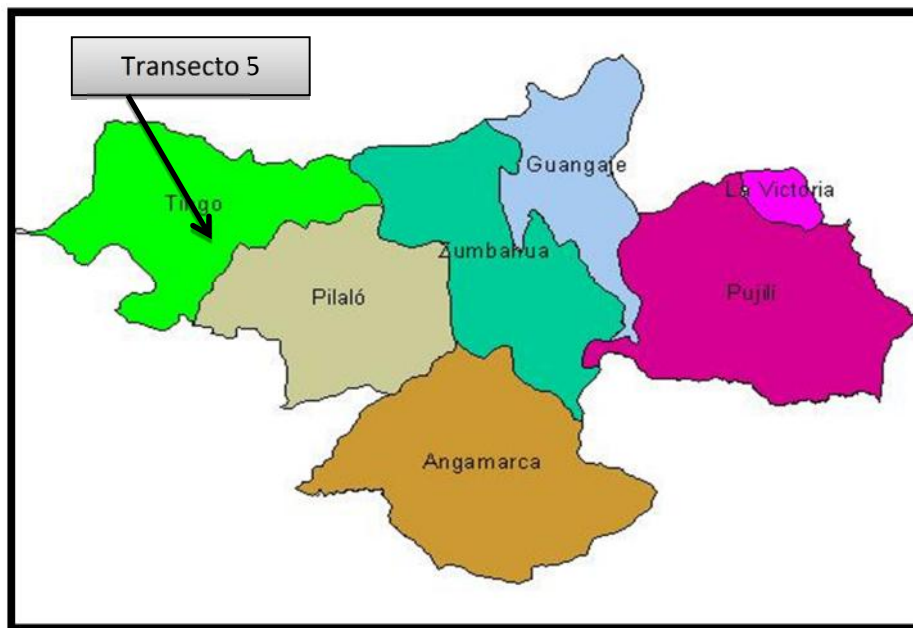 Transecto 5
Guangaje
La Victoria
Tingo
Zumbahua
Pilaló
Pujilí
Angamarca